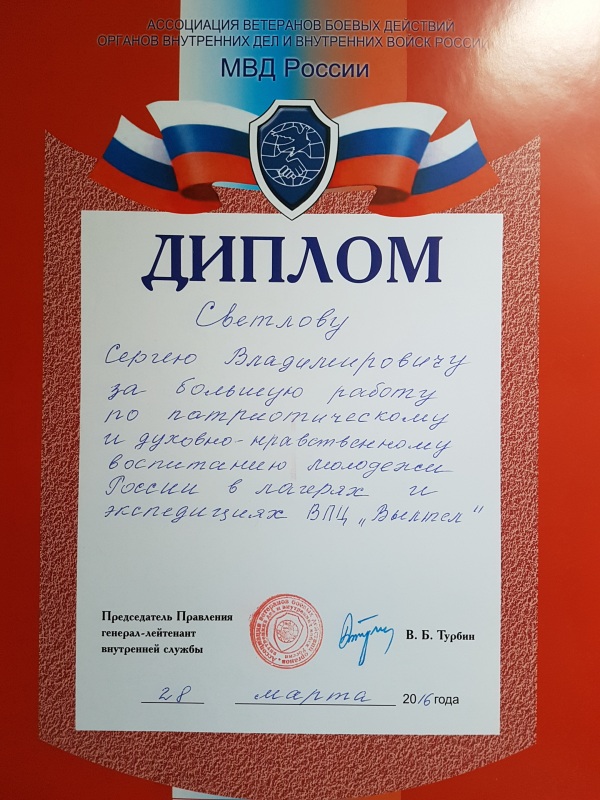 АССОЦИАЦИЯ ВЕТЕРАНОВ БОЕВЫХ ДЕЙСТВИЙ
ОРГАНОВ ВНУТРЕННИХ ДЕЛ И ВНУТРЕННИХ ВОЙСК РОССИИ
МВД России
ДИПЛОМ
Светлову
Сергею Владимировичу
за большую работу
по патриотическому
и духовно-нравственному
воспитанию молодежи
России в лагерях и
экспедициях ВПЦ „Вымпел"
Председатель Правления
генерал-лейтенант
внутренней службы
В. Б. Турбин
28 марта 2016 года